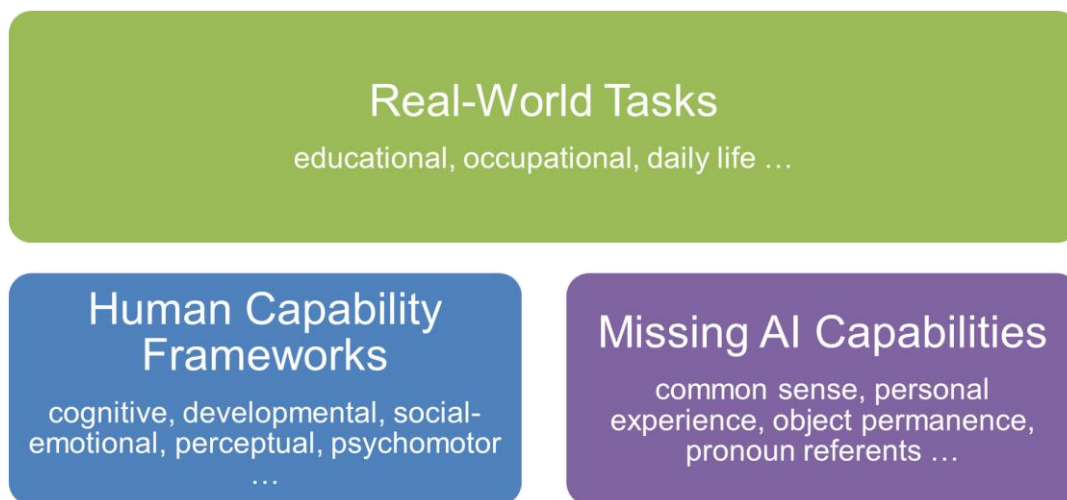 Real-World Tasks
educational, occupational, daily life …
Human Capability
Frameworks
cognitive, developmental, social-
emotional, perceptual, psychomotor
…
Missing AI Capabilities
common sense, personal
experience, object permanence,
pronoun referents …